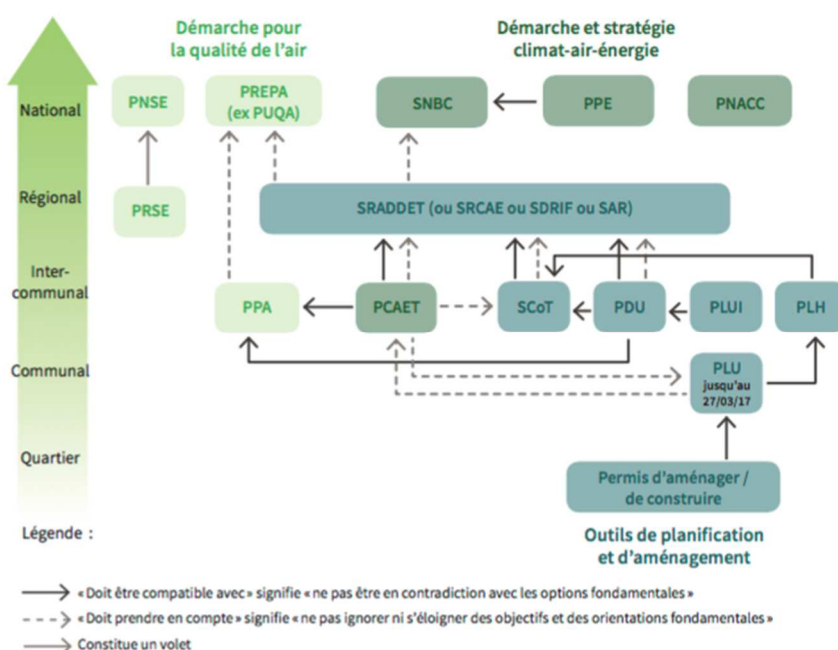 Démarche pour
la qualité de l'air
Démarche et stratégie
climat-air-énergie
National
PNSE
PREPA
(ex PUQA)
SNBC
PPE
PNACC
Régional
PRSE
SRADDET (ou SRCAE ou SDRIF ou SAR)
Inter-
communal
PPA
PCAET
SCoT
PDU
PLUI
PLH
Communal
PLU
jusqu'au
27/03/17
Quartier
Permis d'aménager /
de construire
Légende :
Outils de planification
et d'aménagement
« Doit être compatible avec » signifie « ne pas être en contradiction avec les options fondamentales »
« Doit prendre en compte » signifie « ne pas ignorer ni s'éloigner des objectifs et des orientations fondamentales »
Constitue un volet